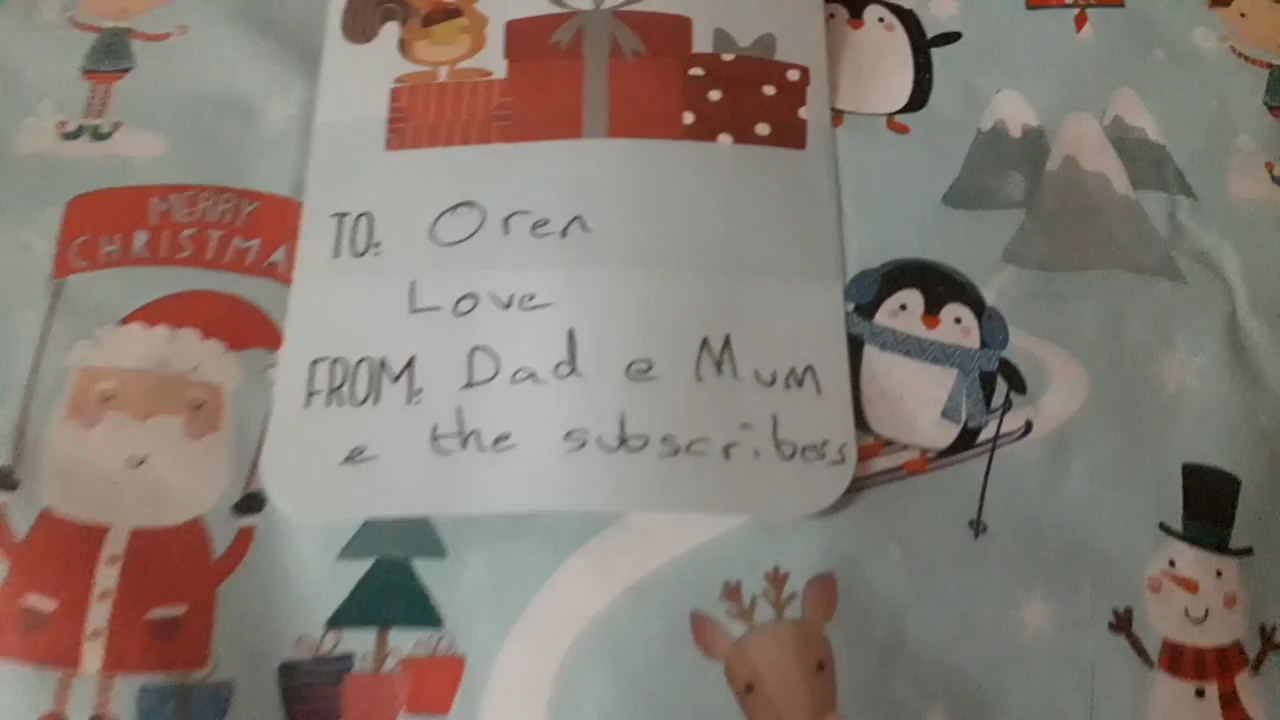 MERRY
CHRISTMA
TO: Oren
Love
FROM: Dad e Mum
e the subscribers